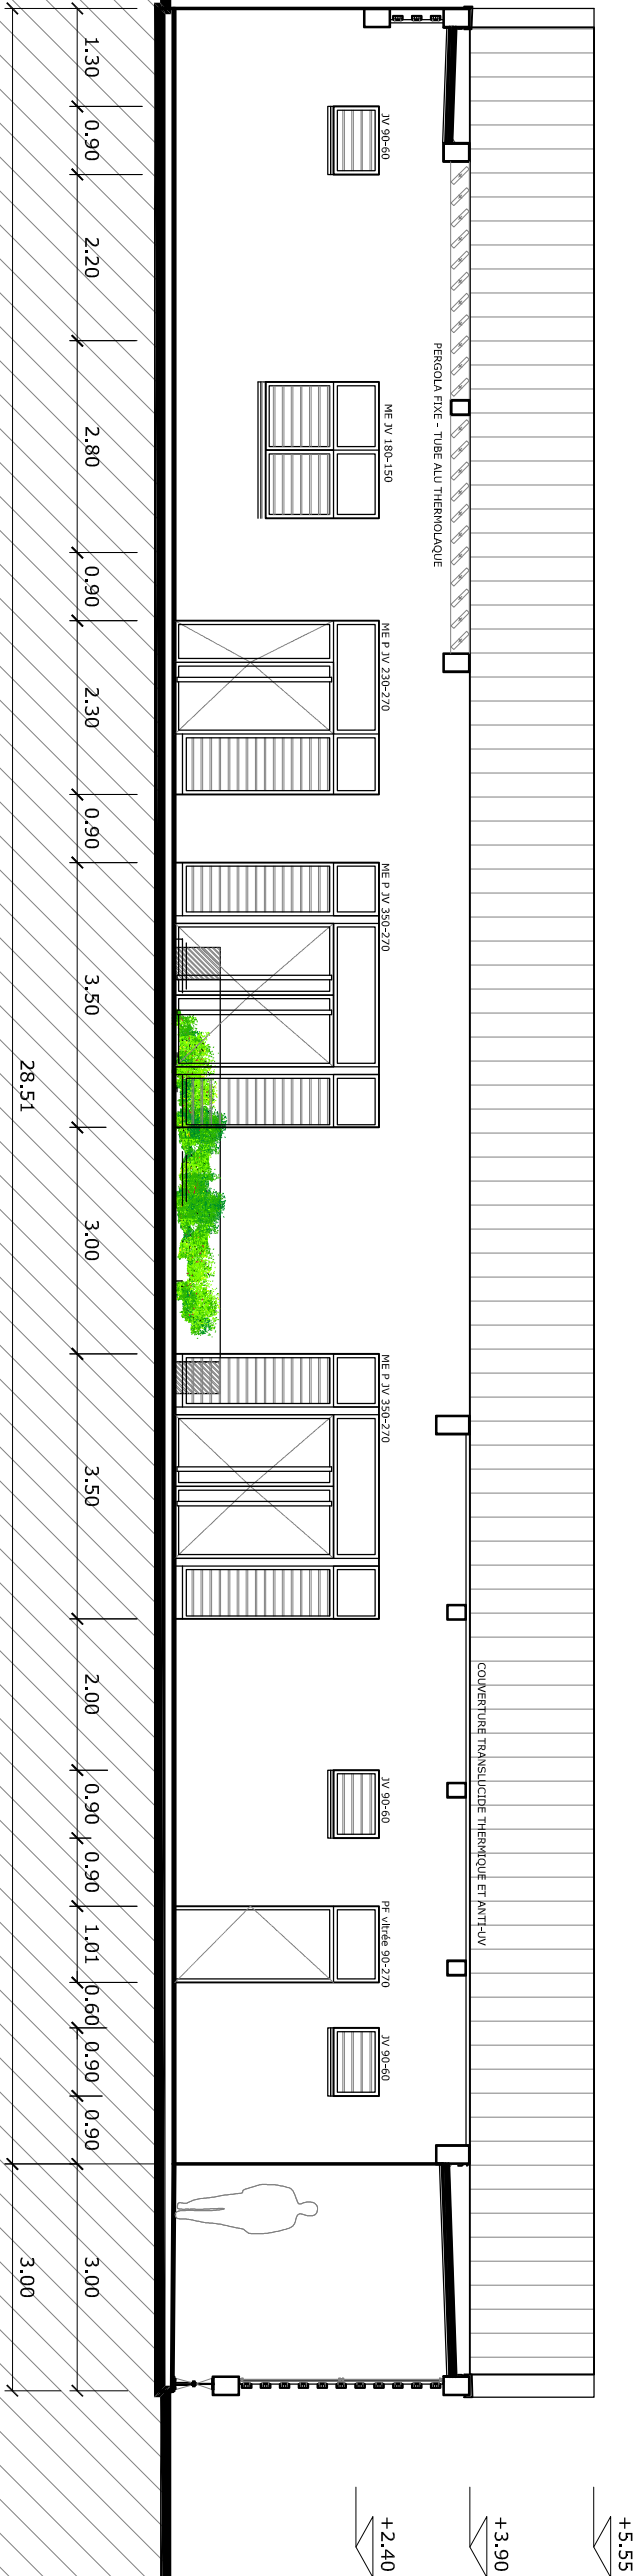 +5.55
+3.90
+2.40
COUVERTURE TRANSLUCIDE THERMIQUE ET ANTI-UV
PERGOLA FIXE - TUBE ALU THERMOLAQUE
JV 90-60
ME JV 180-150
ME P JV 230-270
ME P JV 350-270
ME P JV 350-270
JV 90-60
PF vitrée 90-270
JV 90-60
1.30
0.90
2.20
2.80
0.90
2.30
0.90
3.50
3.00
3.50
2.00
0.90
0.90
1.01
0.60
0.90
0.90
3.00
28.51
3.00